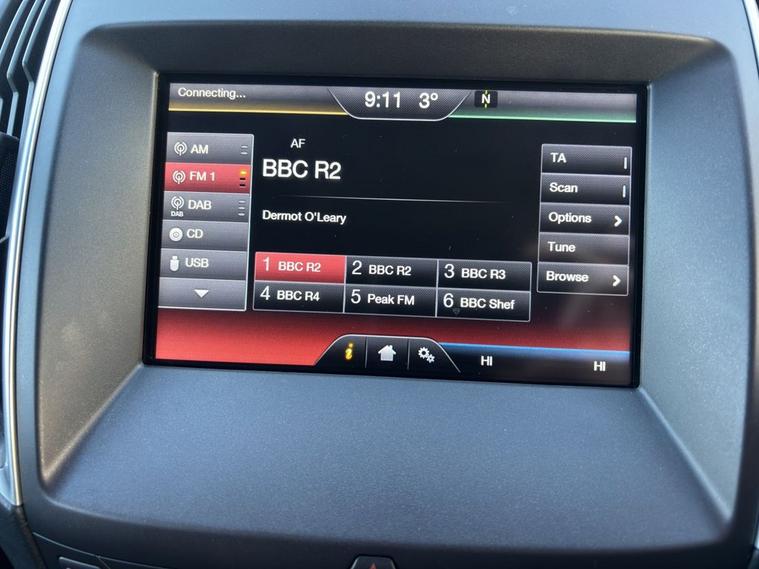 Connecting...
9:11 3° N
AM
FM 1
DAB
DAB
CD
USB
AF
BBC R2
Dermot O'Leary
1 BBC R2 2 BBC R2 3 BBC R3
4 BBC R4 5 Peak FM 6 BBC Shef
TA
Scan
Options
Tune
Browse
i
HI HI